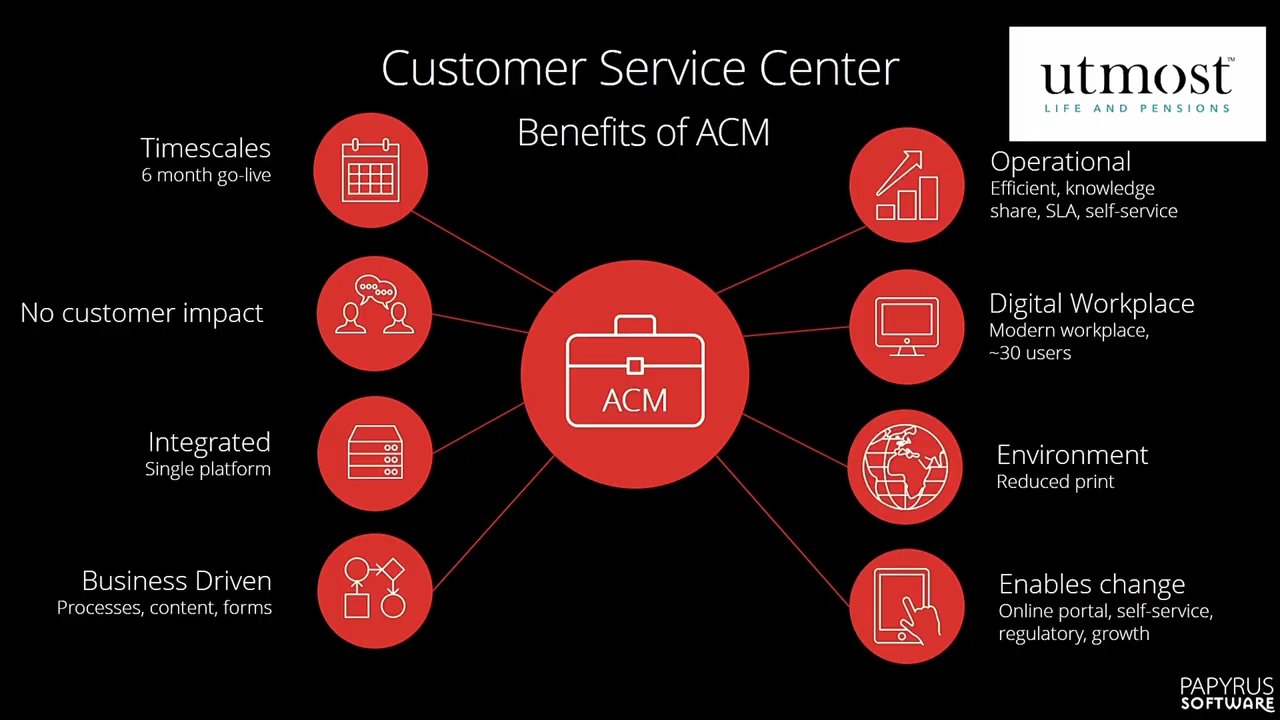 Customer Service Center
Benefits of ACM
utmost™
LIFE AND PENSIONS
Timescales
6 month go-live
No customer impact
Integrated
Single platform
Business Driven
Processes, content, forms
ACM
Operational
Efficient, knowledge
share, SLA, self-service
Digital Workplace
Modern workplace,
~30 users
Environment
Reduced print
Enables change
Online portal, self-service,
regulatory, growth
PAPYRUS
SOFTWARE